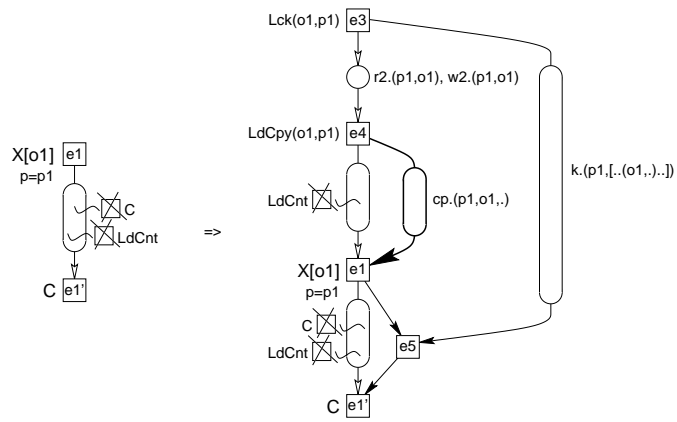 Lck(o1,p1) e3
r2.(p1,o1), w2.(p1,o1)
LdCpy(o1,p1) e4
X[o1] e1
p=p1
C
LdCnt
C e1'
=>
LdCnt
cp.(p1,o1,.)
k.(p1,[..(o1,.)..])
X[o1] e1
p=p1
C
LdCnt
e5
C e1'